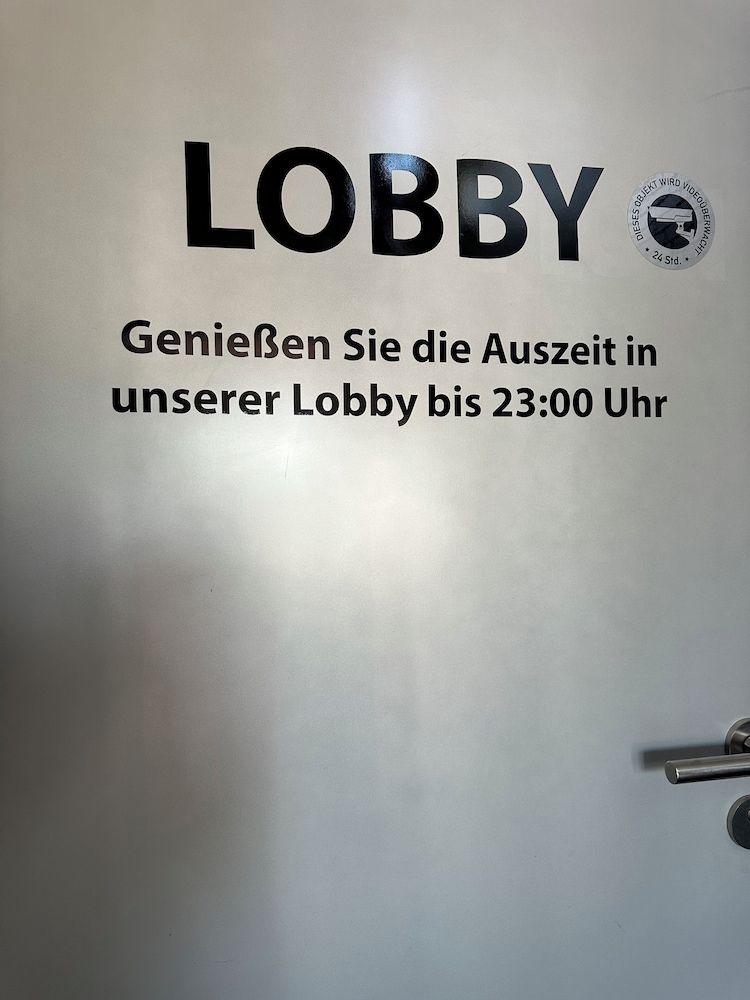 LOBBY
DIESES OBJEKT WIRD VIDEOÜBERWACHT
* 24 Std. *
Genießen Sie die Auszeit in
unserer Lobby bis 23:00 Uhr